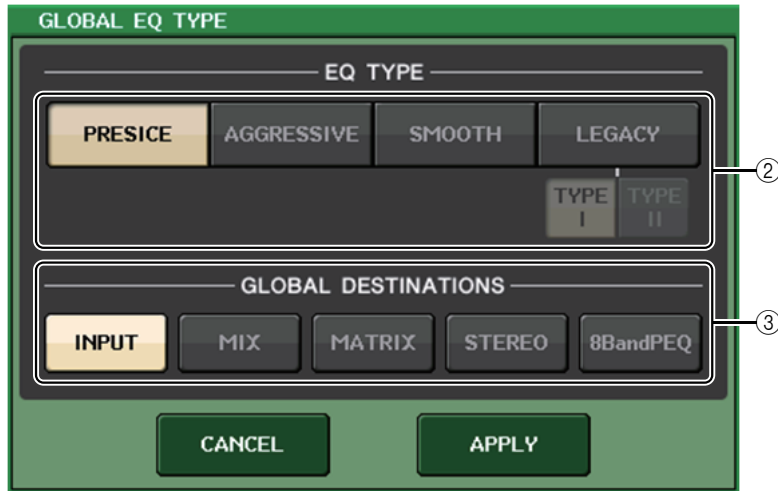 GLOBAL EQ TYPE
EQ TYPE
PRESICE AGGRESSIVE SMOOTH LEGACY
②
TYPE I TYPE II
GLOBAL DESTINATIONS
③
INPUT MIX MATRIX STEREO 8BandPEQ
CANCEL APPLY